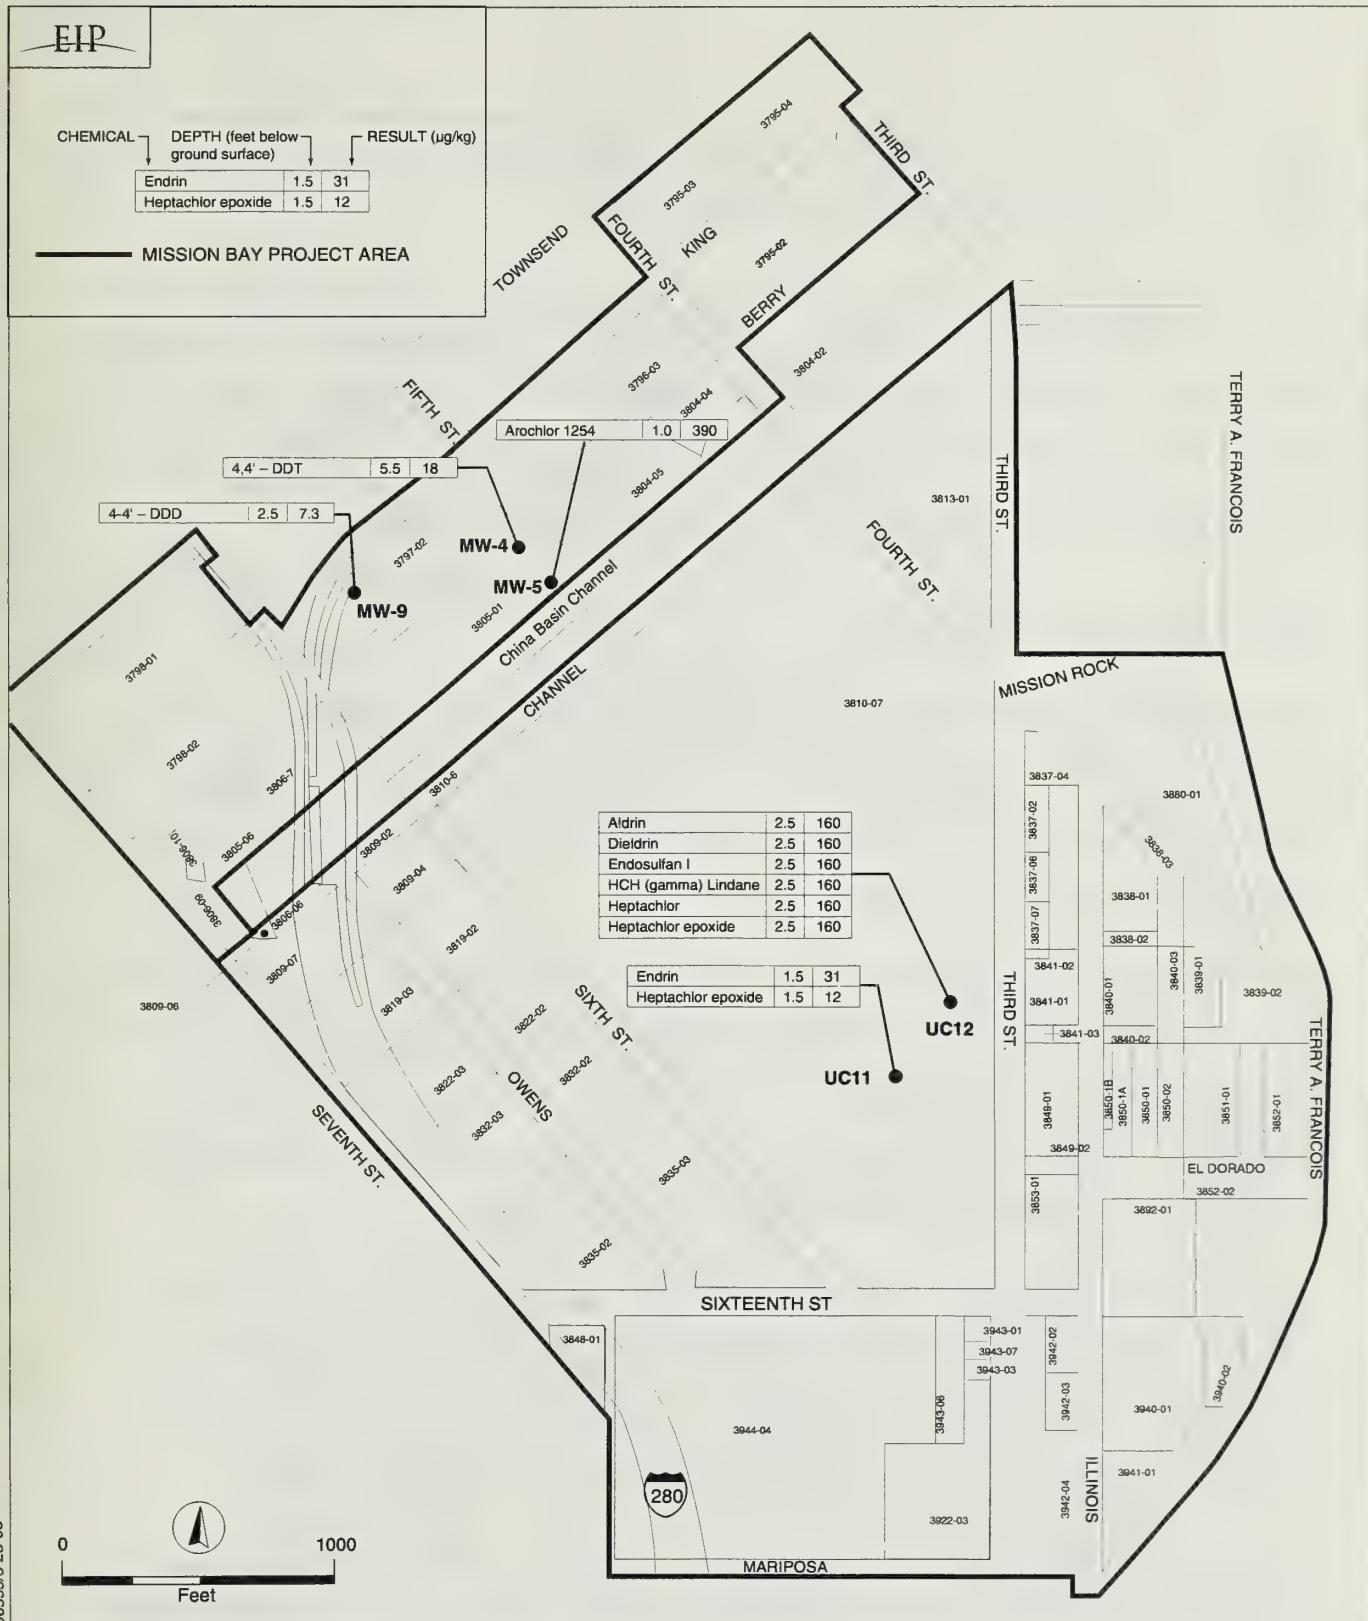 EIP
CHEMICAL DEPTH (feet below ground surface) RESULT (µg/kg)
Endrin 1.5 31
Heptachlor epoxide 1.5 12
MISSION BAY PROJECT AREA
3795-04
THIRD ST.
3795-03
FOURTH ST.
KING
TOWNSEND
3795-02
BERRY
3804-02
3796-03
3804-04
FIFTH ST.
Arochlor 1254 1.0 390
4,4' – DDT 5.5 18
3804-05
4-4' – DDD 2.5 7.3
TERRY A. FRANCOIS
THIRD ST.
3813-01
FOURTH ST.
3797-02
MW-4
MW-5
MW-9
3805-01
China Basin Channel
CHANNEL
3798-01
MISSION ROCK
3810-07
3798-02
3806-7
3810-6
3837-04
3880-01
3806-10)
3805-06
3809-02
3809-04
3806-09
3806-06
3809-07
3809-06
3819-02
3819-03
Aldrin 2.5 160
Dieldrin 2.5 160
Endosulfan I 2.5 160
HCH (gamma) Lindane 2.5 160
Heptachlor 2.5 160
Heptachlor epoxide 2.5 160
3837-02
3837-06
3837-07
3838-03
3838-01
3838-02
3841-02
3840-03
3839-01
3839-02
3841-01
3840-01
3841-03
3840-02
Endrin 1.5 31
Heptachlor epoxide 1.5 12
UC12
UC11
THIRD ST.
SIXTH ST.
3822-02
3832-02
OWENS
3822-03
3832-03
SEVENTH ST.
3835-03
3835-02
3849-01
3849-02
3850-1B
3850-1A
3850-01
3850-02
3851-01
3852-01
TERRY A. FRANCOIS
EL DORADO
3852-02
3853-01
3892-01
SIXTEENTH ST
3848-01
3943-01
3943-07
3943-03
3942-02
3942-03
3943-06
3944-04
3940-01
3940-02
3941-01
3942-04
ILLINOIS
3922-03
280
MARIPOSA
0 1000
Feet